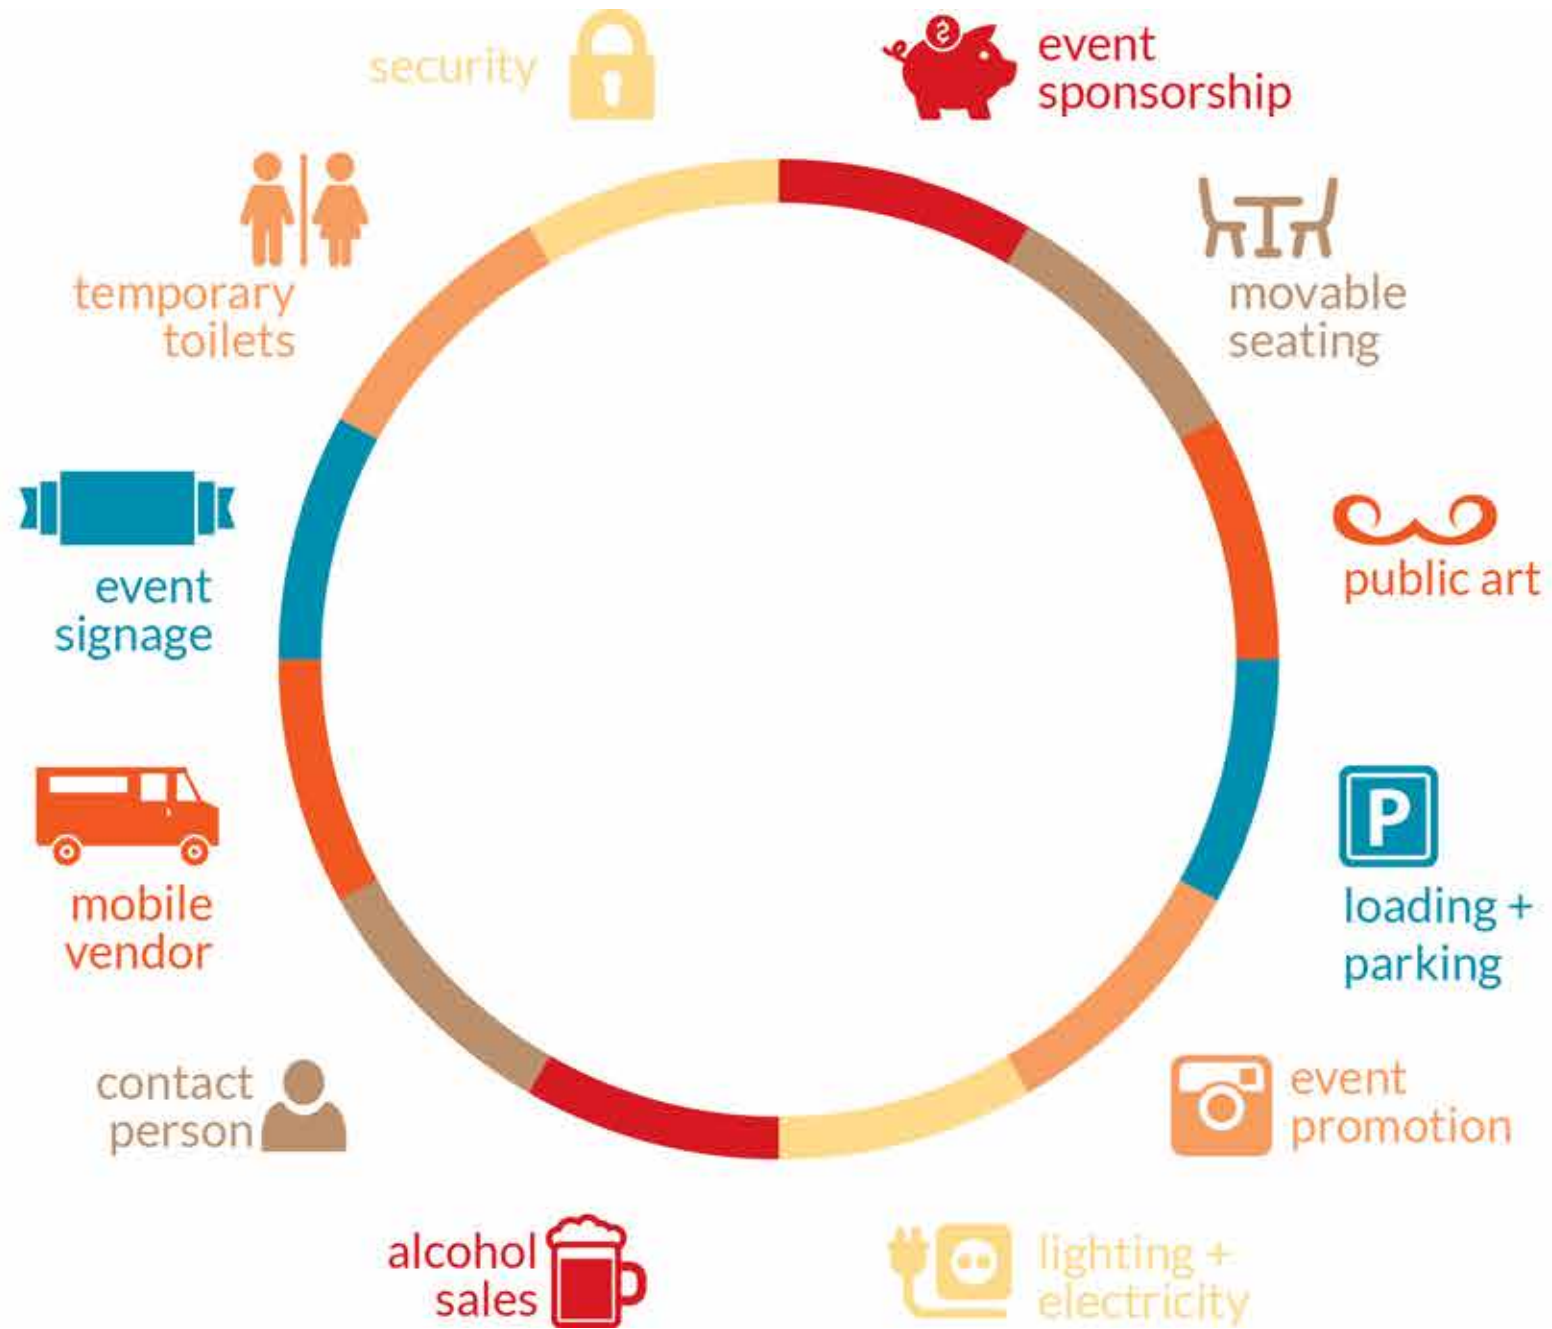 security
event
sponsorship
temporary
toilets
movable
seating
event
signage
public art
mobile
vendor
P
loading +
parking
contact
person
event
promotion
alcohol
sales
lighting +
electricity